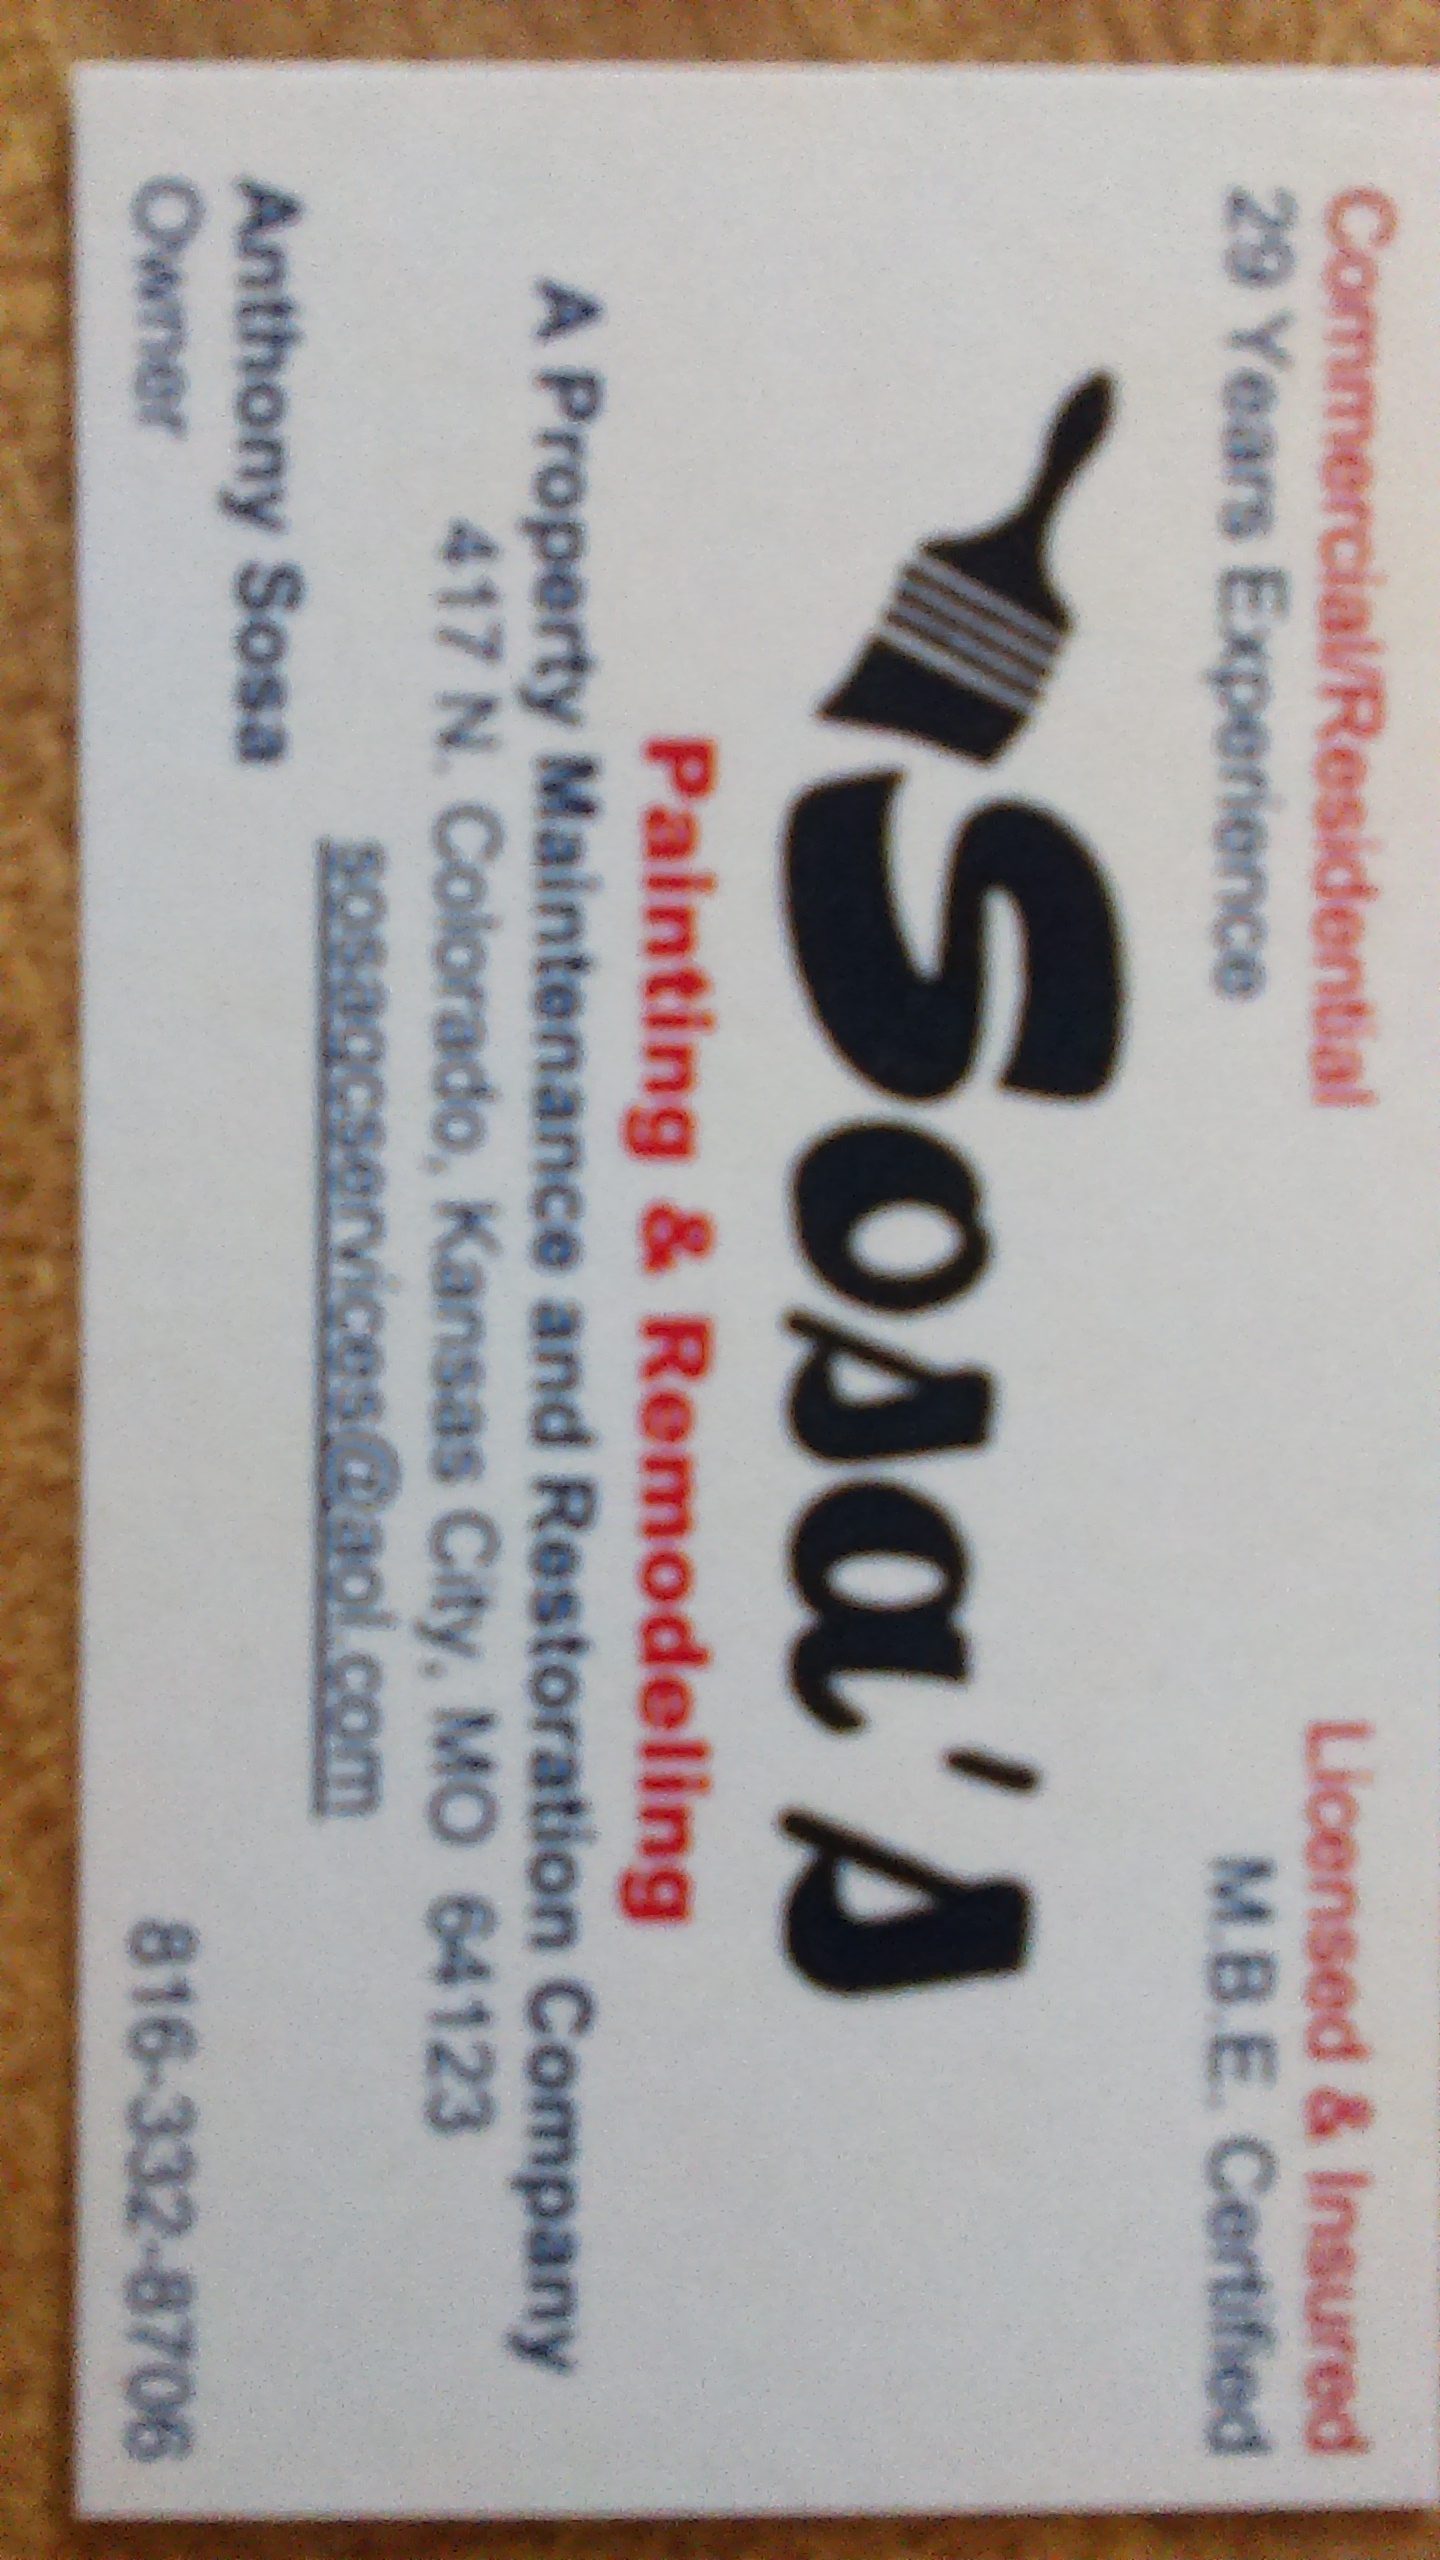 Commercial/Residential Licensed & Insured
29 Years Experience M.B.E. Certified
Sosa's
Painting & Remodeling
A Property Maintenance and Restoration Company
417 N. Colorado, Kansas City, MO 64123
sosaqcservices@aol.com
Anthony Sosa
Owner 816-332-8706